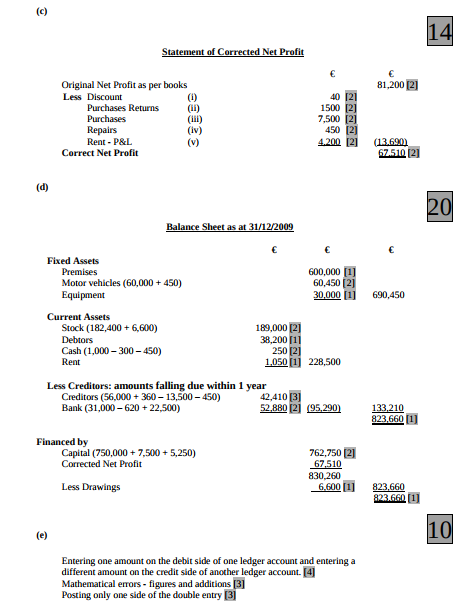 (c)
14
Statement of Corrected Net Profit
€ €
Original Net Profit as per books 81,200 [2]
Less Discount (i) 40 [2]
Purchases Returns (ii) 1500 [2]
Purchases (iii) 7,500 [2]
Repairs (iv) 450 [2]
Rent - P&L (v) 4,200 [2] (13,690)
Correct Net Profit 67,510 [2]
(d)
20
Balance Sheet as at 31/12/2009
€ € €
Fixed Assets
Premises 600,000 [1]
Motor vehicles (60,000 + 450) 60,450 [2]
Equipment 30,000 [1] 690,450
Current Assets
Stock (182,400 + 6,600) 189,000 [2]
Debtors 38,200 [1]
Cash (1,000 – 300 – 450) 250 [2]
Rent 1,050 [1] 228,500
Less Creditors: amounts falling due within 1 year
Creditors (56,000 + 360 – 13,500 – 450) 42,410 [3]
Bank (31,000 – 620 + 22,500) 52,880 [2] (95,290) 133,210
823,660 [1]
Financed by
Capital (750,000 + 7,500 + 5,250) 762,750 [2]
Corrected Net Profit 67,510
830,260
Less Drawings 6,600 [1] 823,660
823,660 [1]
10
(e)
Entering one amount on the debit side of one ledger account and entering a
different amount on the credit side of another ledger account. [4]
Mathematical errors - figures and additions [3]
Posting only one side of the double entry [3]